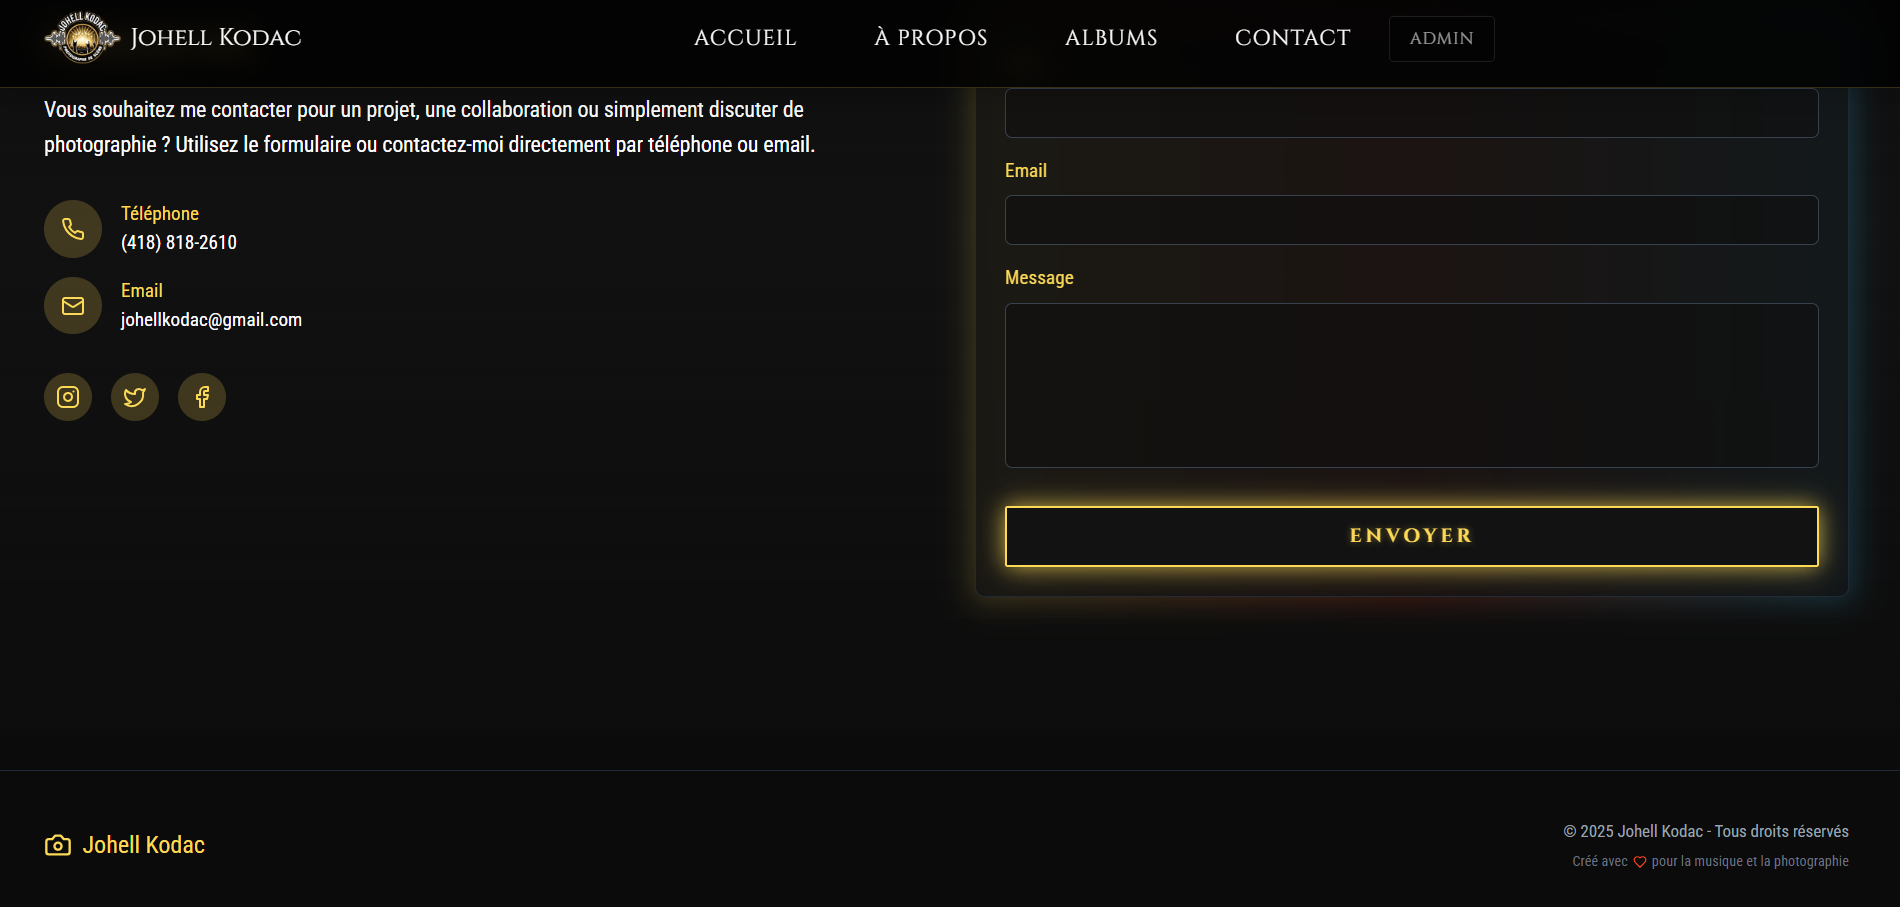 JOHELL KODAC
Johell Kodac
ACCUEIL
À PROPOS
ALBUMS
CONTACT
ADMIN
Vous souhaitez me contacter pour un projet, une collaboration ou simplement discuter de
photographie ? Utilisez le formulaire ou contactez-moi directement par téléphone ou email.
Téléphone
(418) 818-2610
Email
johellkodac@gmail.com
Email
Message
ENVOYER
Johell Kodac
© 2025 Johell Kodac - Tous droits réservés
Créé avec pour la musique et la photographie